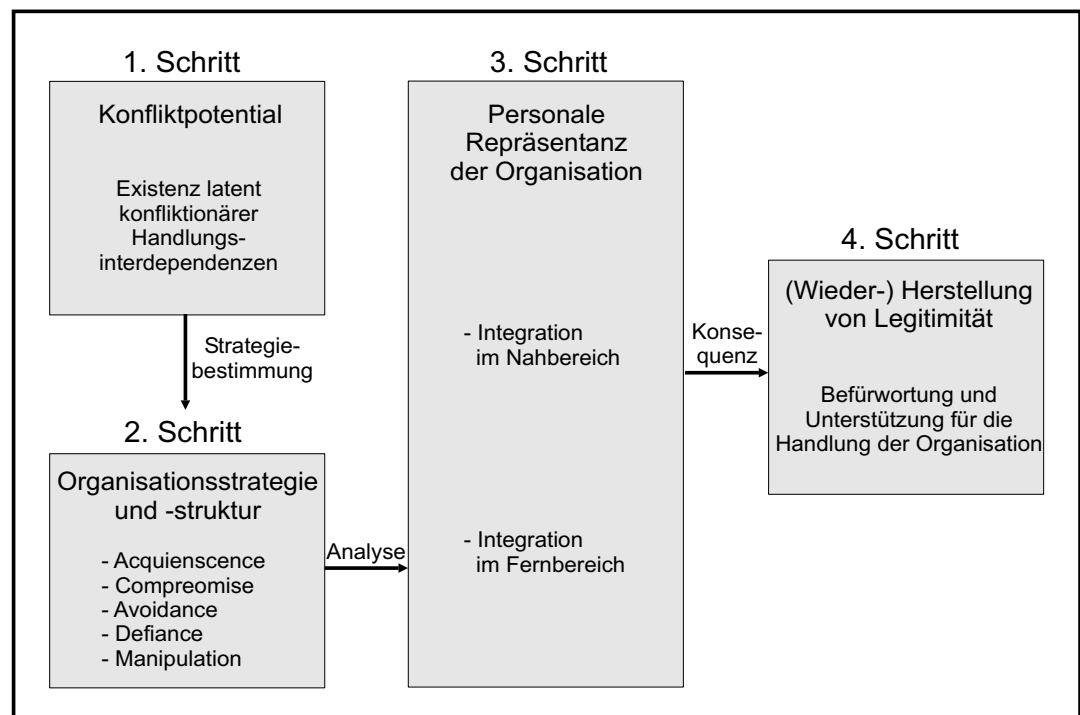 1. Schritt
Konfliktpotential
Existenz latent
konfliktionärer
Handlungs-
interdependenzen
Strategie-
bestimmung
2. Schritt
Organisationsstrategie
und -struktur
- Acquienscence
- Compreomise
- Avoidance
- Defiance
- Manipulation
Analyse
3. Schritt
Personale
Repräsentanz
der Organisation
- Integration
im Nahbereich
- Integration
im Fernbereich
Konse-
quenz
4. Schritt
(Wieder-) Herstellung
von Legitimität
Befürwortung und
Unterstützung für die
Handlung der Organisation